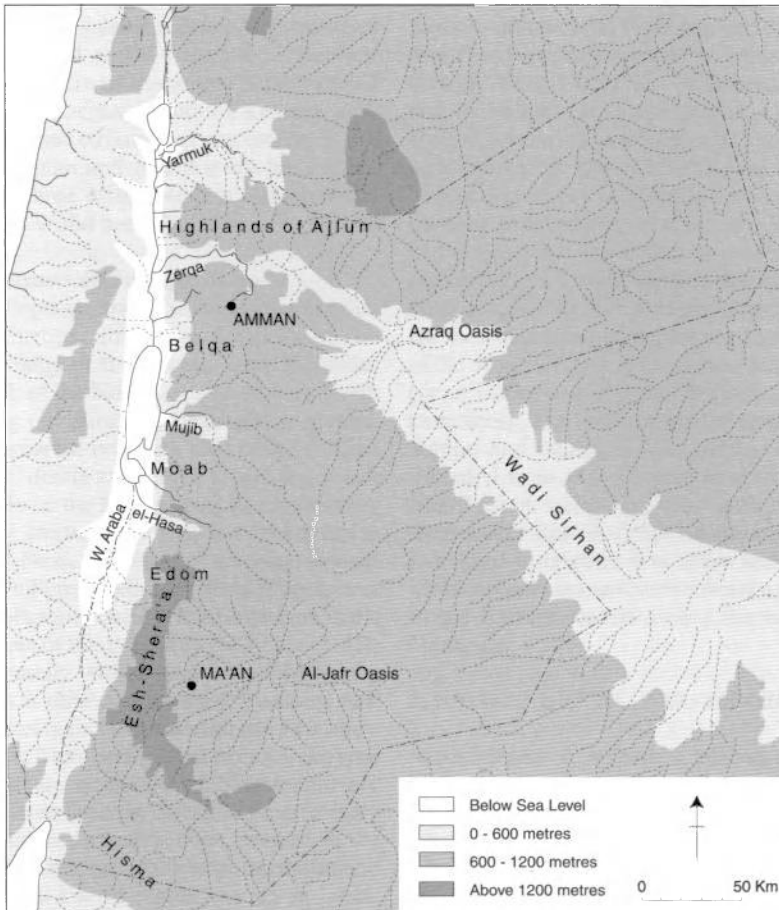 Yarmuk
Highlands of Ajlun
Zerqa
AMMAN
Azraq Oasis
Belqa
Mujib
Wadi Sirhan
Moab
el-Hasa
W. Araba
Edom
Esh-Shera'a
MA'AN
Al-Jafr Oasis
Hisma
Below Sea Level
0 - 600 metres
600 - 1200 metres
Above 1200 metres
0 50 Km